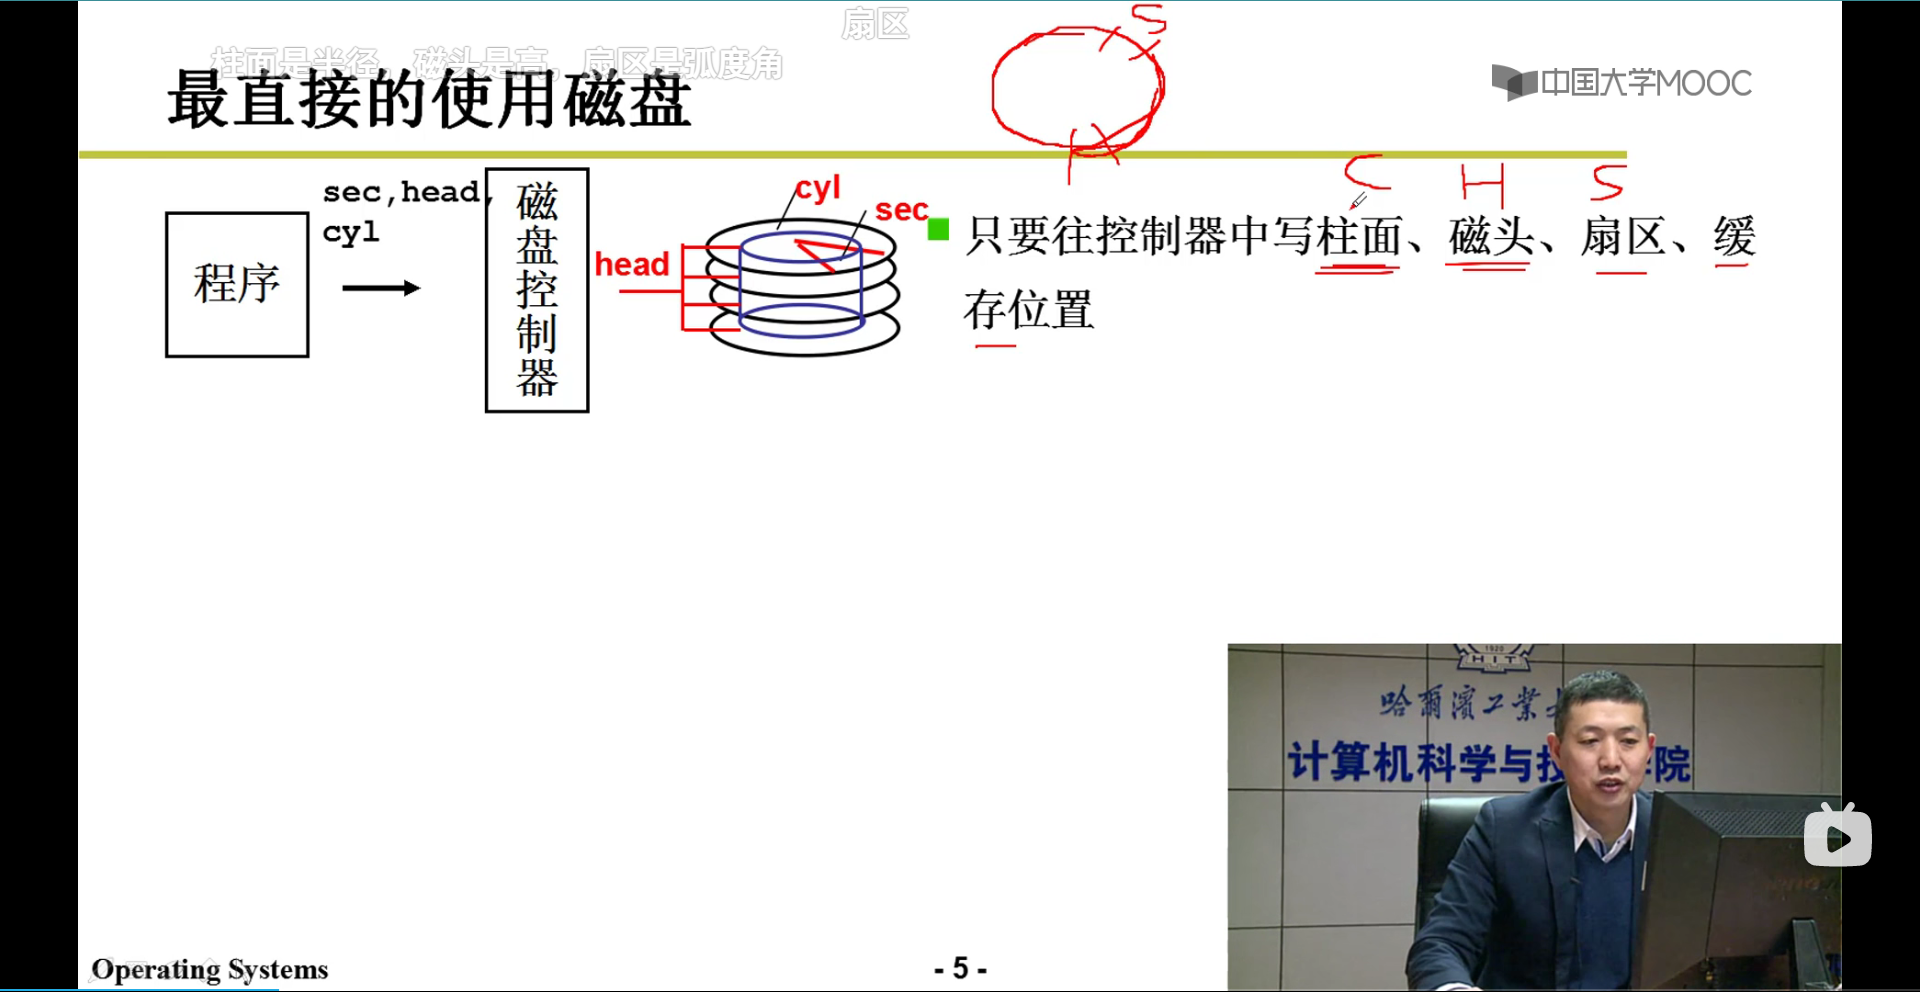 扇区
柱面是半径，磁头是高，扇区是弧度角
最直接的使用磁盘
中国大学MOOC
S
C H S
sec,head,
cyl
程序
磁盘控制器
head
cyl
sec
只要往控制器中写柱面、磁头、扇区、缓
存位置
1920
HIT
哈爾濱工業
计算机科学与技 院
Operating Systems
- 5 -